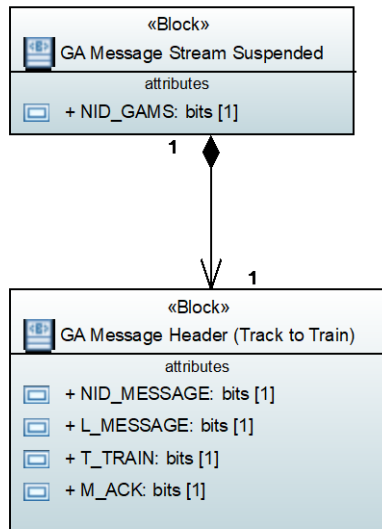 «Block»
GA Message Stream Suspended
attributes
+ NID_GAMS: bits [1]
1
1
«Block»
GA Message Header (Track to Train)
attributes
+ NID_MESSAGE: bits [1]
+ L_MESSAGE: bits [1]
+ T_TRAIN: bits [1]
+ M_ACK: bits [1]